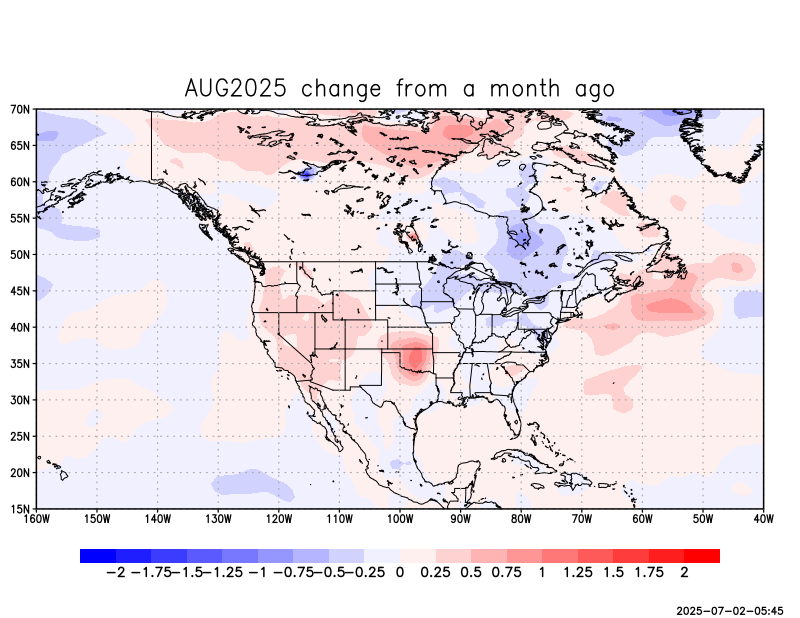 AUG2025 change from a month ago
70N
65N
60N
55N
50N
45N
40N
35N
30N
25N
20N
15N
160W 150W 140W 130W 120W 110W 100W 90W 80W 70W 60W 50W 40W
−2 −1.75 −1.5 −1.25 −1 −0.75 −0.5 −0.25 0 0.25 0.5 0.75 1 1.25 1.5 1.75 2
2025-07-02-05:45